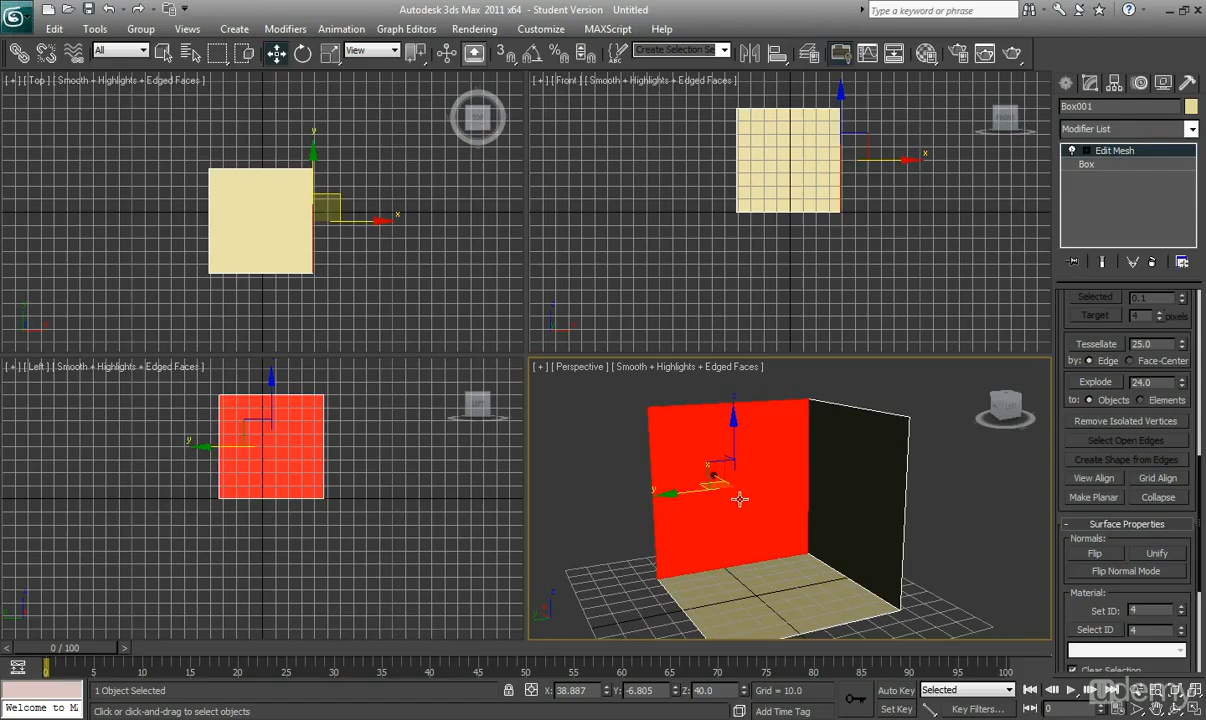 Autodesk 3ds Max 2011 x64 - Student Version Untitled
Type a keyword or phrase
Edit Tools Group Views Create Modifiers Animation Graph Editors Rendering Customize MAXScript Help
All View Create Selection Se
[ + ] [ Top ] [ Smooth + Highlights + Edged Faces ]
[ + ] [ Front ] [ Smooth + Highlights + Edged Faces ]
TOP
FRONT
y
x
x
Box001
Modifier List
Edit Mesh
Box
Selected 0.1
Target 4 pixels
Tessellate 25.0
by: Edge Face-Center
Explode 24.0
to: Objects Elements
Remove Isolated Vertices
Select Open Edges
Create Shape from Edges
View Align Grid Align
Make Planar Collapse
- Surface Properties
Normals:
Flip Unify
Flip Normal Mode
Material:
Set ID: 4
Select ID 4
Clear Selection
[ + ] [ Left ] [ Smooth + Highlights + Edged Faces ]
[ + ] [ Perspective ] [ Smooth + Highlights + Edged Faces ]
LEFT
LEFT
y
z
x
y
< 0 / 100 >
0 5 10 15 20 25 30 35 40 45 50 55 60 65 70 75 80 85 90 95 100
1 Object Selected X: 38.887 Y: -6.805 Z: 40.0 Grid = 10.0 Auto Key Selected
Welcome to M Click or click-and-drag to select objects Add Time Tag Set Key Key Filters... 0
Udemy